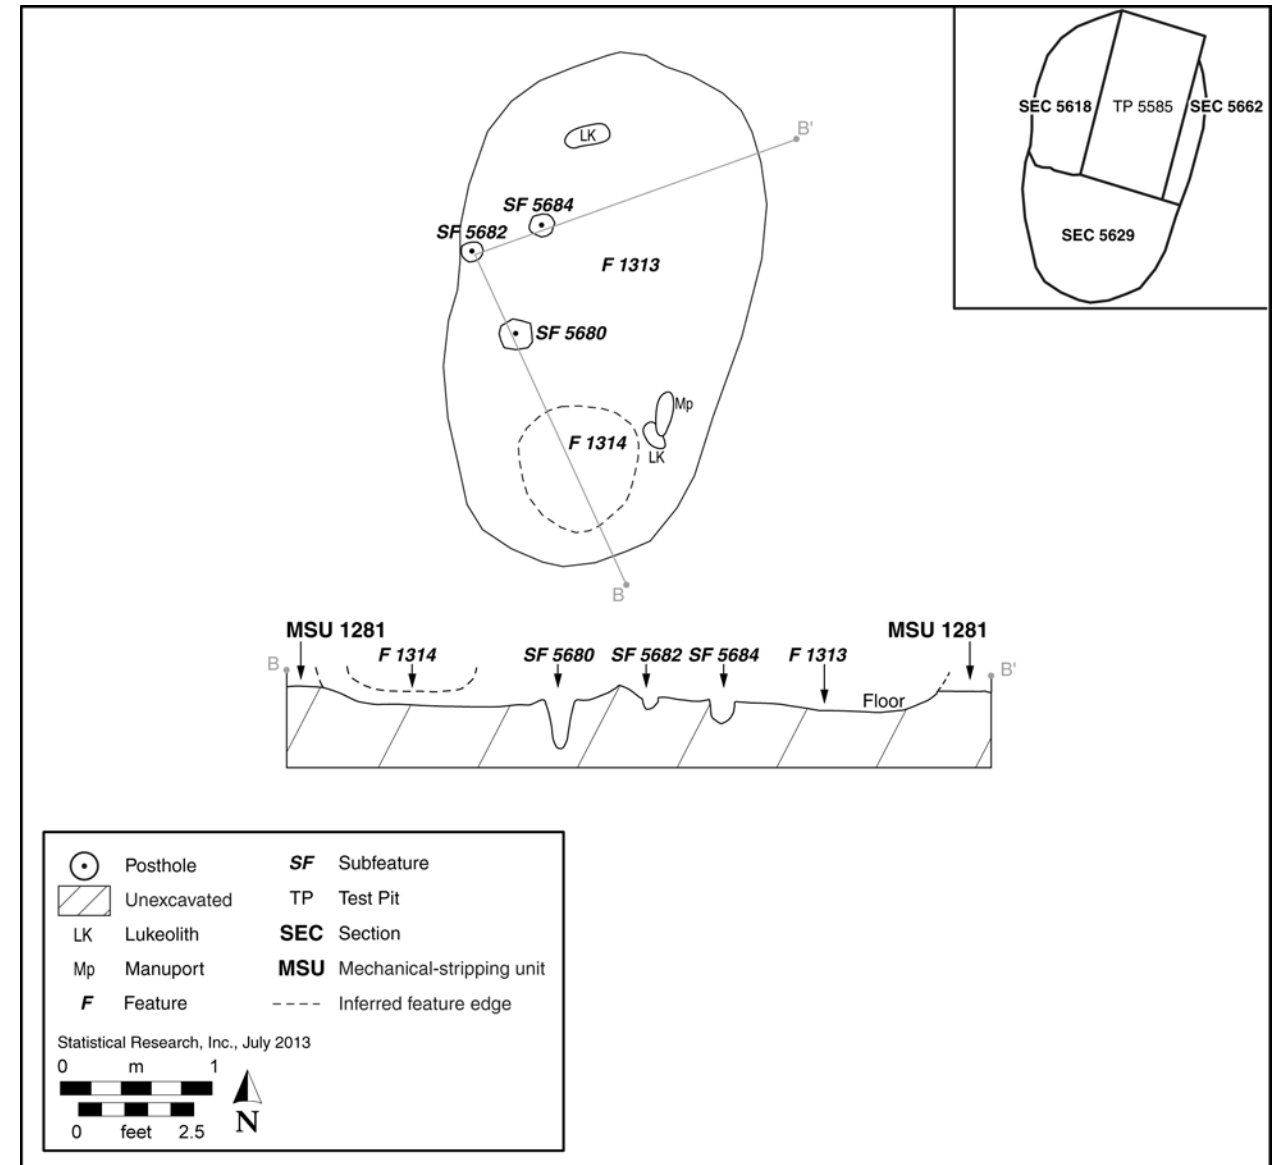 SEC 5618
TP 5585
SEC 5662
SEC 5629
LK
B'
SF 5684
SF 5682
F 1313
SF 5680
Mp
F 1314
LK
B
MSU 1281
MSU 1281
F 1314
SF 5680
SF 5682
SF 5684
F 1313
B
B'
Floor
Posthole
Unexcavated
LK Lukeolith
Mp Manuport
F Feature
SF Subfeature
TP Test Pit
SEC Section
MSU Mechanical-stripping unit
Inferred feature edge
Statistical Research, Inc., July 2013
0 m 1
0 feet 2.5
N